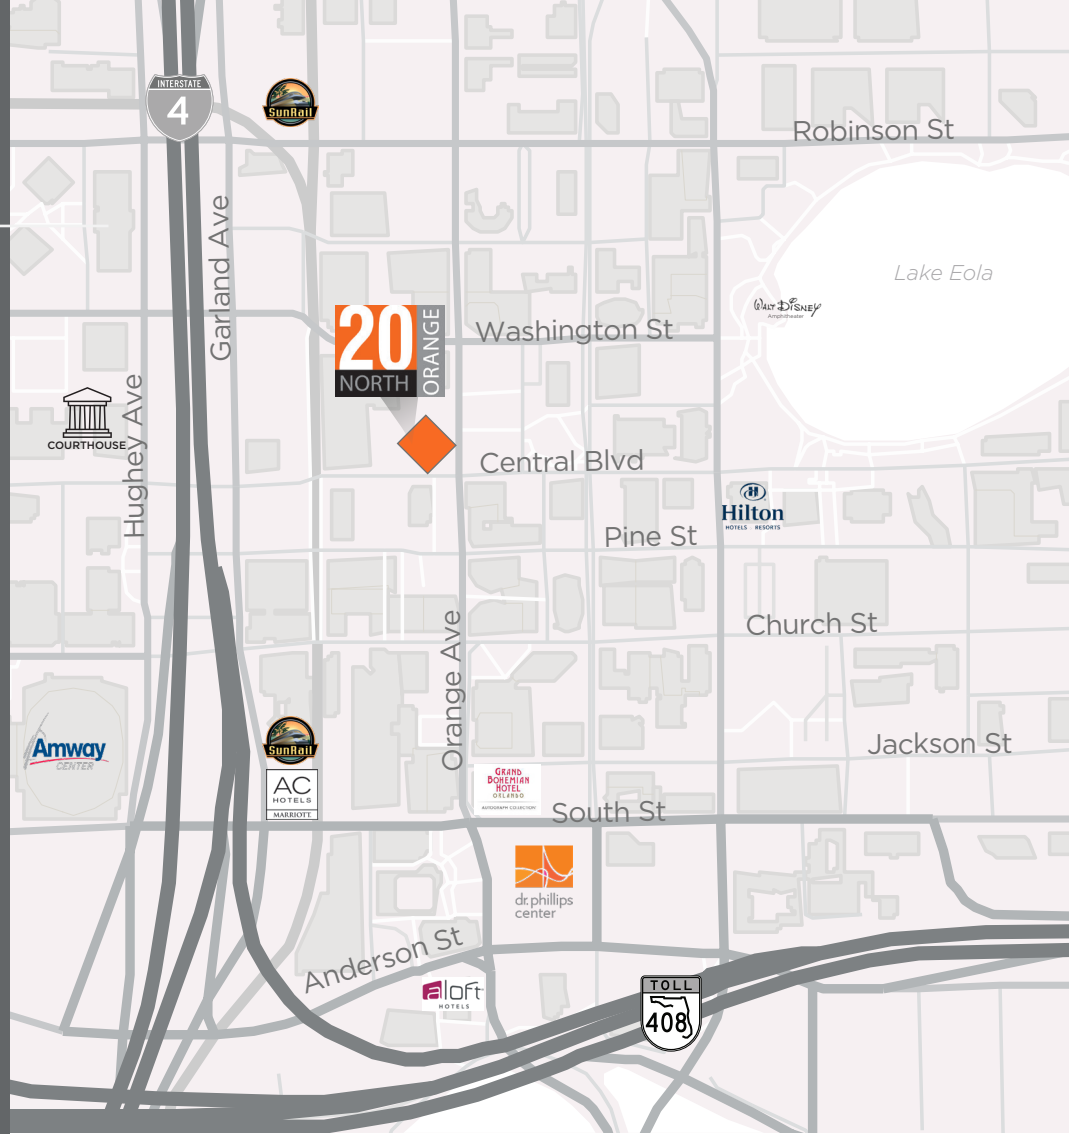 INTERSTATE
4
SunRail
Robinson St
Garland Ave
Lake Eola
WALT DISNEY
Amphitheater
20
NORTH
ORANGE
Washington St
Hughey Ave
COURTHOUSE
Central Blvd
Hilton
HOTELS & RESORTS
Pine St
Church St
Orange Ave
Amway
CENTER
SunRail
AC
HOTELS
MARRIOTT
GRAND
BOHEMIAN
HOTEL
ORLANDO
AUTOGRAPH COLLECTION
Jackson St
South St
dr. phillips
center
Anderson St
aloft
HOTELS
TOLL
408